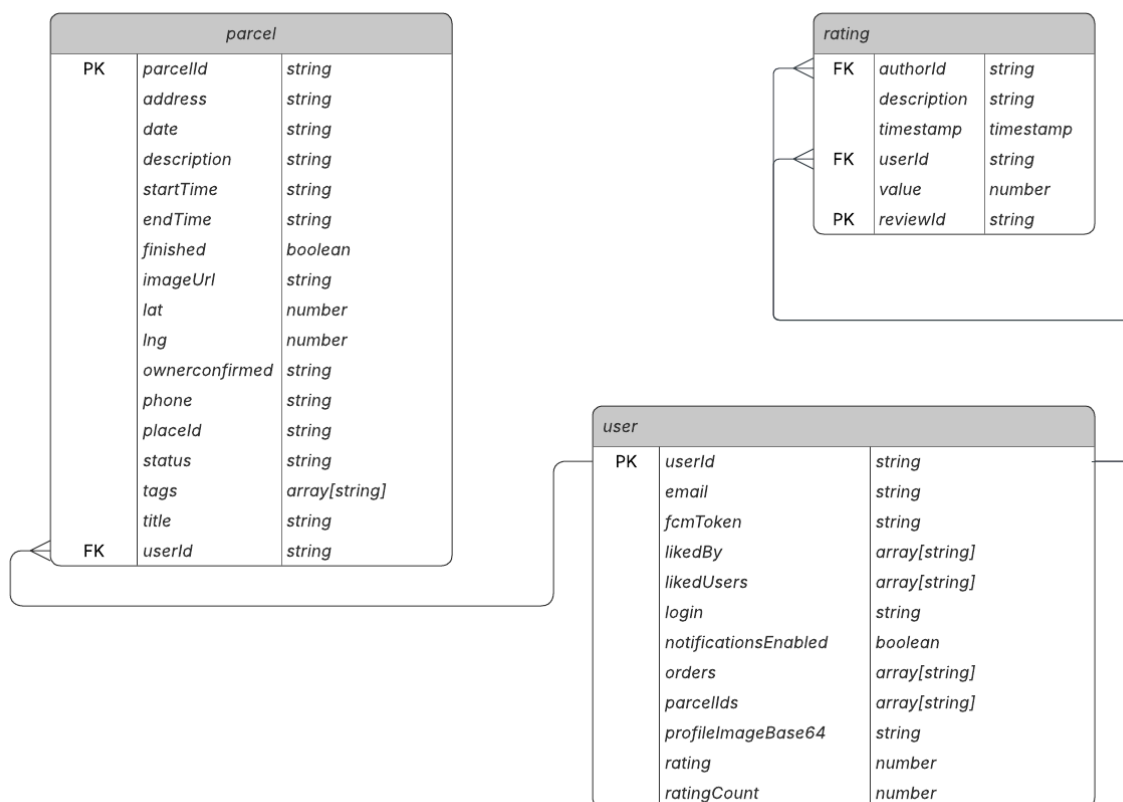 parcel
PK parcelId string
address string
date string
description string
startTime string
endTime string
finished boolean
imageUrl string
lat number
lng number
ownerconfirmed string
phone string
placeId string
status string
tags array[string]
title string
FK userId string
rating
FK authorId string
description string
timestamp timestamp
FK userId string
value number
PK reviewId string
user
PK userId string
email string
fcmToken string
likedBy array[string]
likedUsers array[string]
login string
notificationsEnabled boolean
orders array[string]
parcelIds array[string]
profileImageBase64 string
rating number
ratingCount number